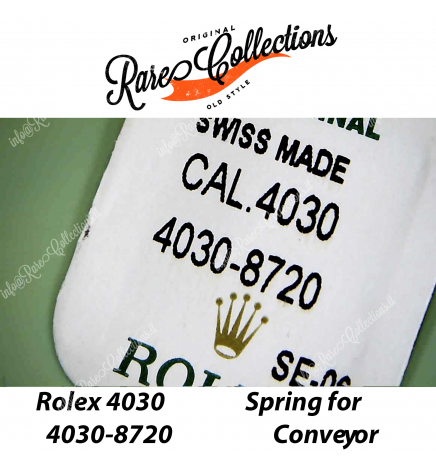 ORIGINAL
Rare Collections
OLD STYLE
SWISS MADE
CAL.4030
4030-8720
Rolex 4030
4030-8720
Spring for
Conveyor